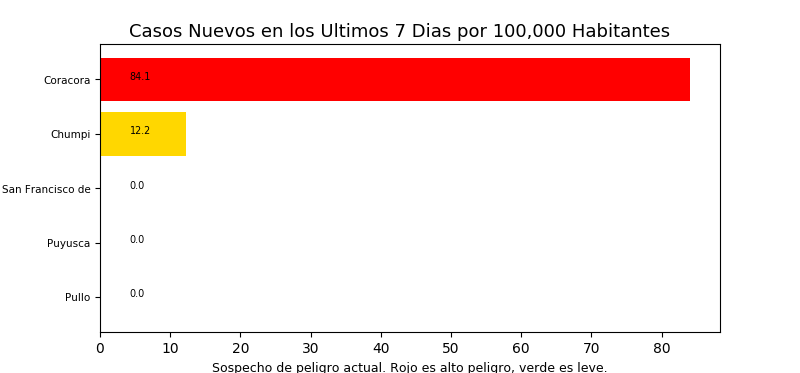 Casos Nuevos en los Ultimos 7 Dias por 100,000 Habitantes
Coracora 84.1
Chumpi 12.2
San Francisco de 0.0
Puyusca 0.0
Pullo 0.0
0 10 20 30 40 50 60 70 80
Sospecho de peligro actual. Rojo es alto peligro, verde es leve.